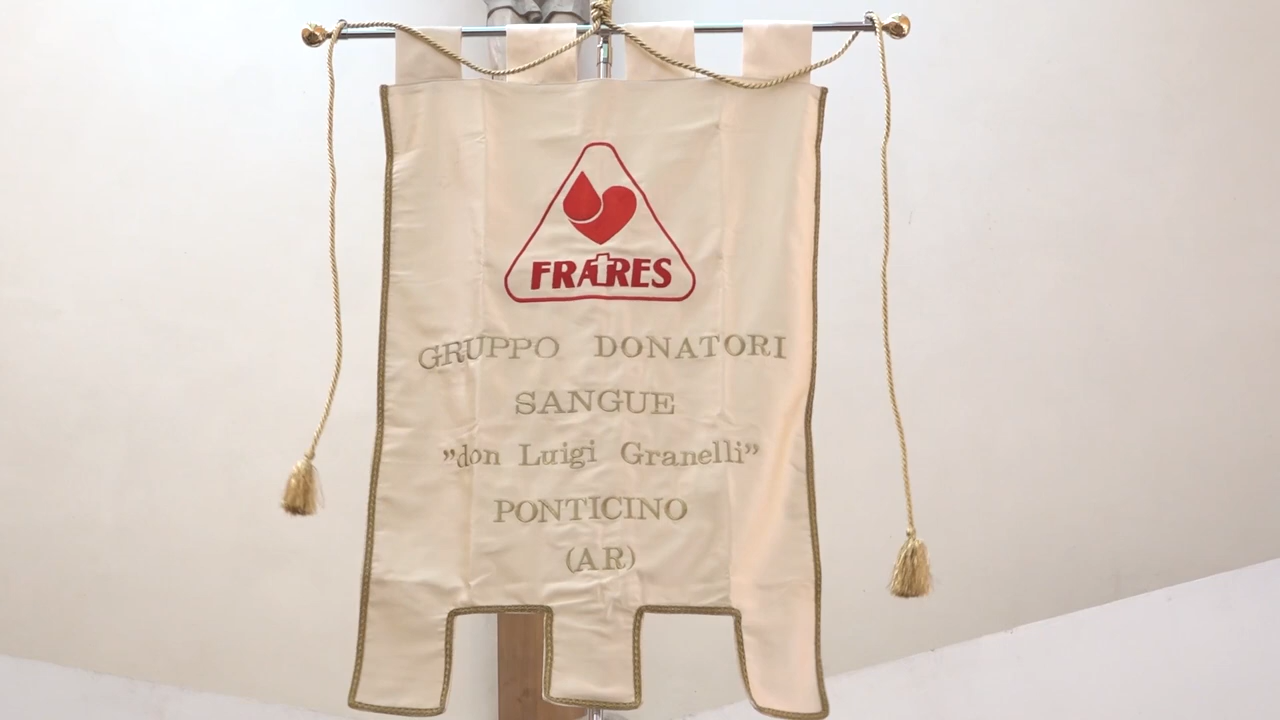 FRATRES
GRUPPO DONATORI
SANGUE
”don Luigi Granelli”
PONTICINO
(AR)